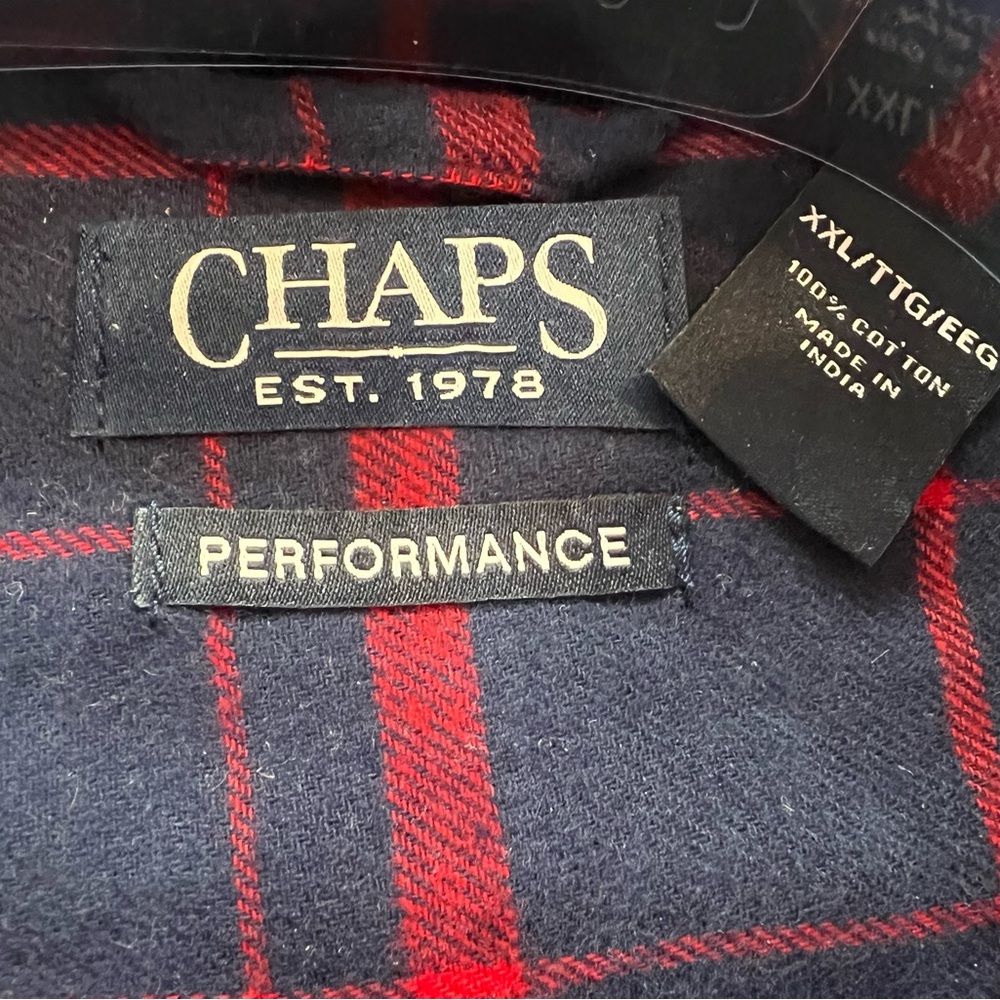 CHAPS
EST. 1978
PERFORMANCE
XXL/TTG/EEG
100% COTTON
MADE IN
INDIA